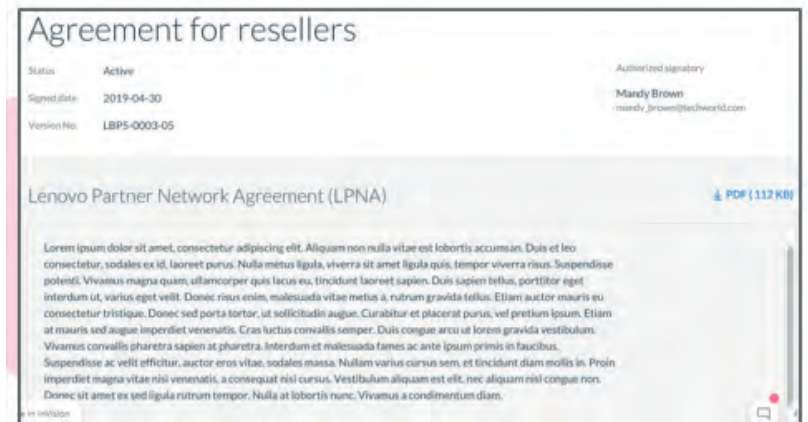 Agreement for resellers
Status Active
Authorized signatory
Signed date 2019-04-30
Mandy Brown
mandy_brown@techworld.com
Version No: LBP5-0003-05
Lenovo Partner Network Agreement (LPNA)
PDF (112 KB)
Lorem ipsum dolor sit amet, consectetur adipiscing elit. Aliquam non nulla vitae est lobortis accumsan. Duis et leo
consectetur, sodales ex id, laoreet purus. Nulla metus ligula, viverra sit amet ligula quis, tempor viverra risus. Suspendisse
potenti. Vivamus magna quam, ullamcorper quis lacus eu, tincidunt laoreet sapien. Duis sapien tellus, porttitor eget
interdum ut, varius eget velit. Donec risus enim, malesuada vitae metus a, rutrum gravida tellus. Etiam auctor mauris eu
consectetur tristique. Donec sed porta tortor, ut sollicitudin augue. Curabitur et placerat purus, vel pretium ipsum. Etiam
at mauris sed augue imperdiet venenatis. Cras luctus convallis semper. Duis congue arcu ut lorem gravida vestibulum.
Vivamus convallis pharetra sapien at pharetra. Interdum et malesuada fames ac ante ipsum primis in faucibus.
Suspendisse ac velit efficitur, auctor eros vitae, sodales massa. Nullam varius cursus sem, et tincidunt diam mollis in. Proin
imperdiet magna vitae nisi venenatis, a consequat nisl cursus. Vestibulum aliquam est elit, nec aliquam nisl congue non.
Donec sit amet ex sed ligula rutrum tempor. Nulla at lobortis nunc. Vivamus a condimentum diam.
in InVision